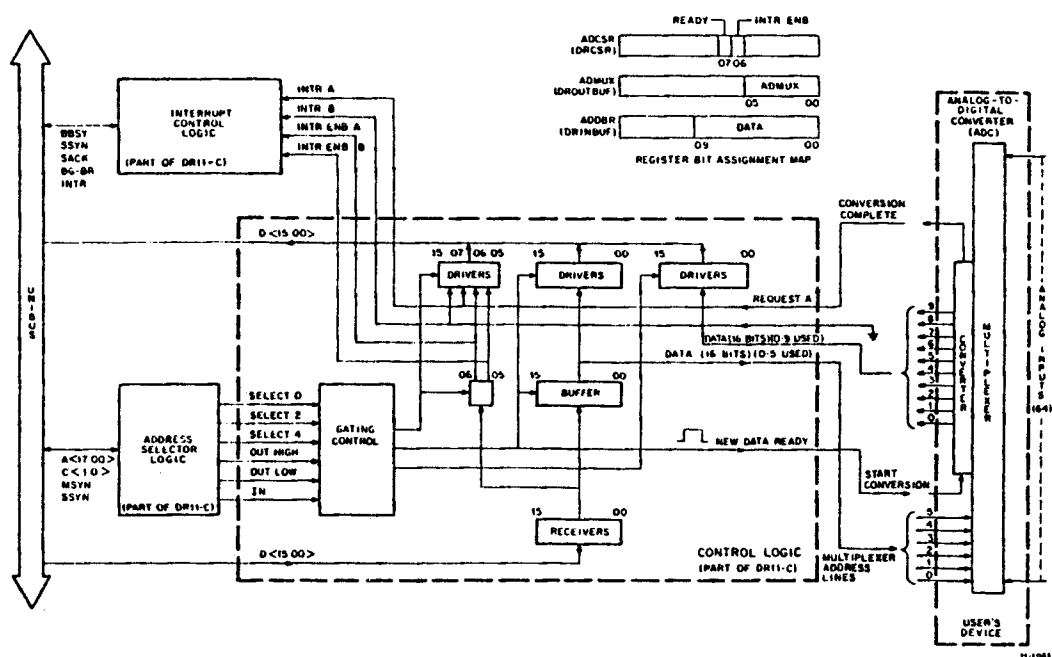 READY
INTR ENB
ADCSR
(DRCSR)
07 06
ADMUX
(DROUTBUF)
ADMUX
05 00
ADDBR
(DRINBUF)
DATA
09 00
REGISTER BIT ASSIGNMENT MAP
UNIBUS
INTERRUPT
CONTROL
LOGIC
(PART OF DR11-C)
BBSY
SSYN
SACK
BG-BR
INTR
INTR A
INTR B
INTR ENB A
INTR ENB B
D<15:00>
15 07 06 05
DRIVERS
15 00
DRIVERS
15 00
DRIVERS
REQUEST A
DATA (16 BITS)(0-9 USED)
DATA (16 BITS)(0-5 USED)
06 05
15 00
BUFFER
ADDRESS
SELECTOR
LOGIC
(PART OF DR11-C)
A<17:00>
C<1:0>
MSYN
SSYN
SELECT 0
SELECT 2
SELECT 4
OUT HIGH
OUT LOW
IN
GATING
CONTROL
NEW DATA READY
15 00
RECEIVERS
D<15:00>
CONTROL LOGIC
(PART OF DR11-C)
ANALOG-TO-
DIGITAL
CONVERTER
(ADC)
CONVERSION
COMPLETE
9
8
7
6
5
4
3
2
1
0
CONVERTER
MULTIPLEXER
ANALOG INPUTS
(64)
START
CONVERSION
5
4
3
2
1
0
MULTIPLEXER
ADDRESS
LINES
USER'S
DEVICE